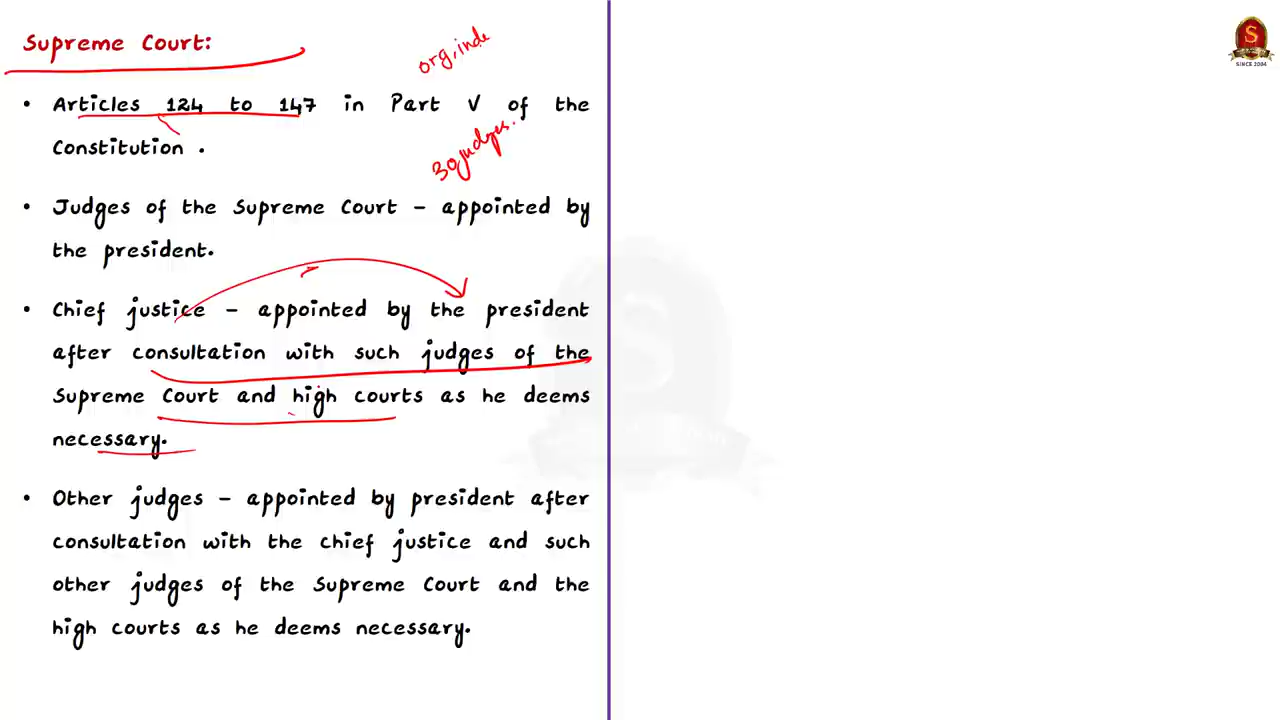 Supreme Court:
org, inde
• Articles 124 to 147 in Part V of the
Constitution .
30 judges.
• Judges of the Supreme Court – appointed by
the president.
• Chief justice – appointed by the president
after consultation with such judges of the
Supreme Court and high courts as he deems
necessary.
• Other judges – appointed by president after
consultation with the chief justice and such
other judges of the Supreme Court and the
high courts as he deems necessary.
S
SINCE 2004